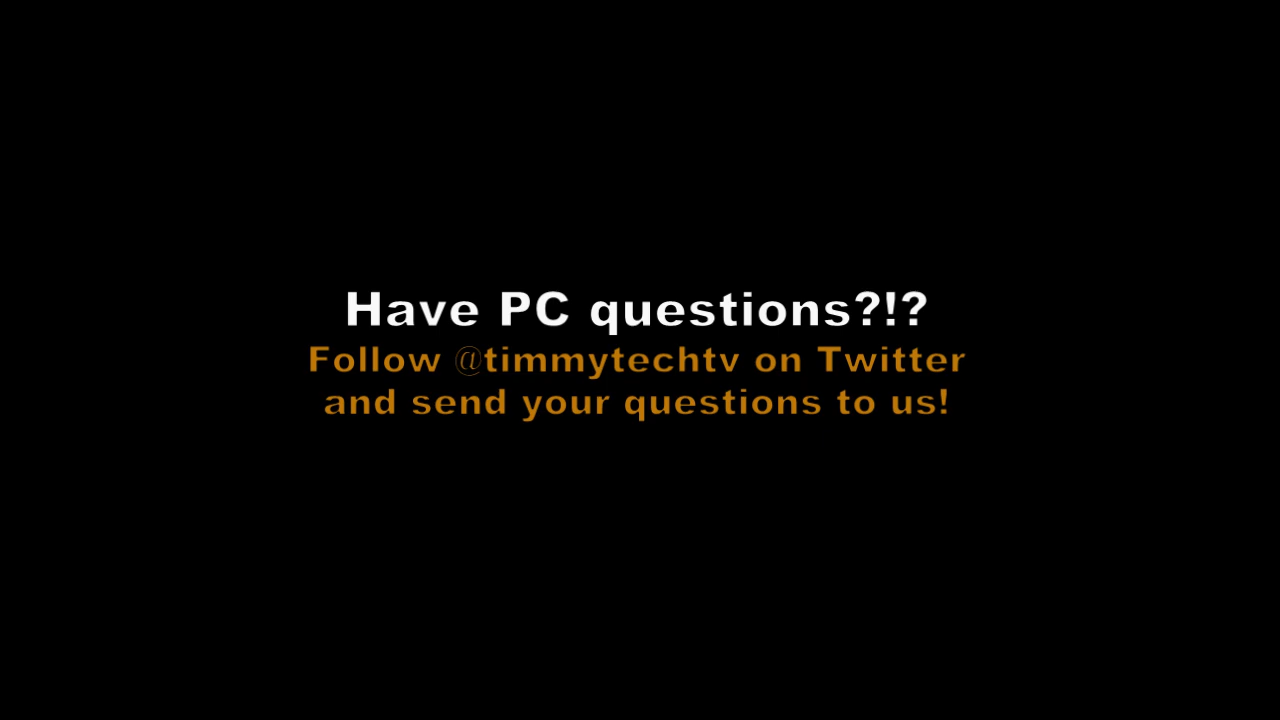 Have PC questions?!?
Follow @timmytechtv on Twitter
and send your questions to us!